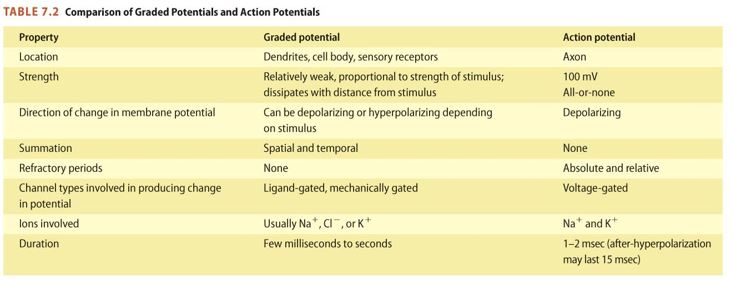 TABLE 7.2 Comparison of Graded Potentials and Action Potentials
Property Graded potential Action potential
Location Dendrites, cell body, sensory receptors Axon
Strength Relatively weak, proportional to strength of stimulus; 100 mV
dissipates with distance from stimulus All-or-none
Direction of change in membrane potential Can be depolarizing or hyperpolarizing depending Depolarizing
on stimulus
Summation Spatial and temporal None
Refractory periods None Absolute and relative
Channel types involved in producing change Ligand-gated, mechanically gated Voltage-gated
in potential
Ions involved Usually Na⁺, Cl⁻, or K⁺ Na⁺ and K⁺
Duration Few milliseconds to seconds 1–2 msec (after-hyperpolarization
may last 15 msec)